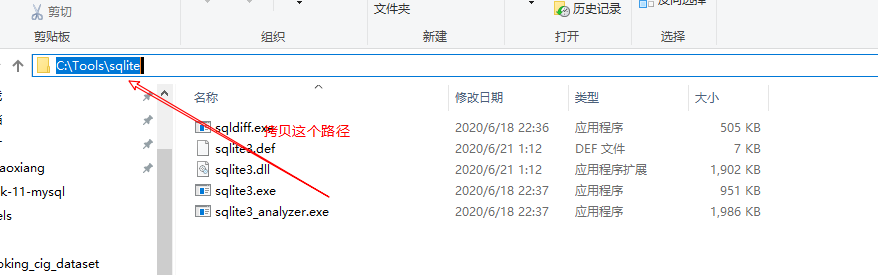 剪切
剪贴板
组织
文件夹
新建
历史记录
打开
选择
C:\Tools\sqlite
名称
修改日期
类型
大小
拷贝这个路径
sqldiff.exe
2020/6/18 22:36
应用程序
505 KB
sqlite3.def
2020/6/21 1:12
DEF 文件
7 KB
sqlite3.dll
2020/6/21 1:12
应用程序扩展
1,902 KB
sqlite3.exe
2020/6/18 22:37
应用程序
951 KB
sqlite3_analyzer.exe
2020/6/18 22:37
应用程序
1,986 KB
aoxiang
k-11-mysql
els
oking_cig_dataset